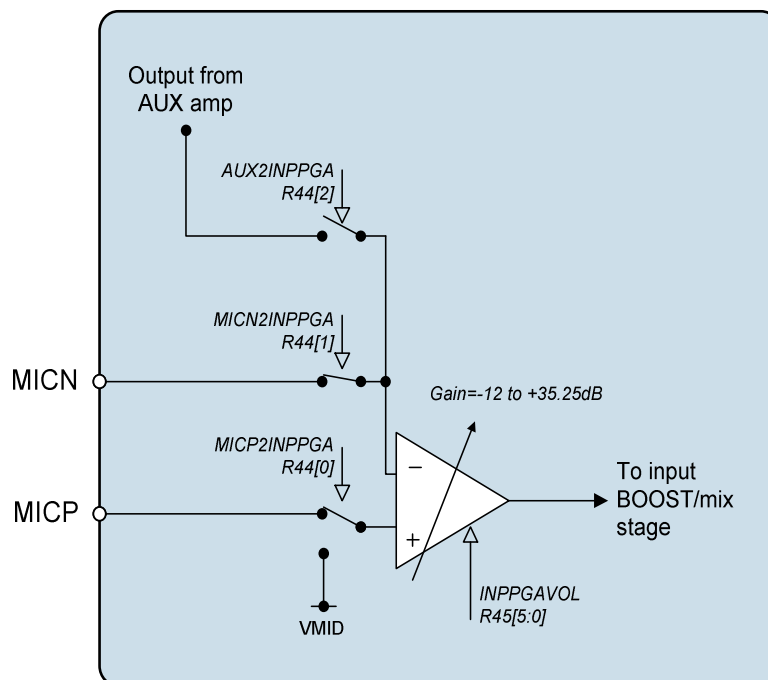 Output from
AUX amp
AUX2INPPGA
R44[2]
MICN2INPPGA
R44[1]
MICN
Gain=-12 to +35.25dB
MICP2INPPGA
R44[0]
MICP
−
+
To input
BOOST/mix
stage
VMID
INPPGAVOL
R45[5:0]